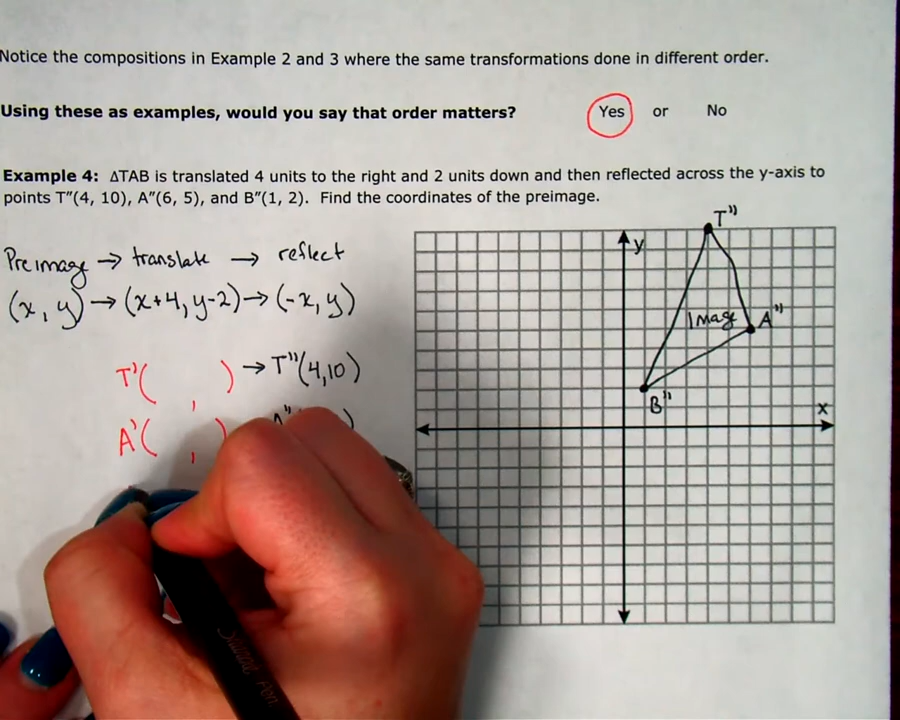 Notice the compositions in Example 2 and 3 where the same transformations done in different order.
Using these as examples, would you say that order matters? Yes or No
Example 4: ΔTAB is translated 4 units to the right and 2 units down and then reflected across the y-axis to
points T"(4, 10), A"(6, 5), and B"(1, 2). Find the coordinates of the preimage.
Preimage → translate → reflect
(x, y) → (x+4, y-2) → (-x, y)
T'( , ) → T"(4,10)
A'( , ) A" )
T"
y
Image A"
B"
x